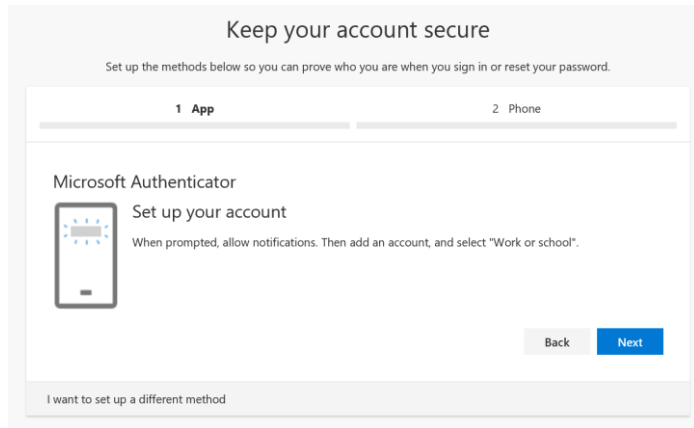 Keep your account secure
Set up the methods below so you can prove who you are when you sign in or reset your password.
1 App
2 Phone
Microsoft Authenticator
Set up your account
When prompted, allow notifications. Then add an account, and select "Work or school".
Back
Next
I want to set up a different method